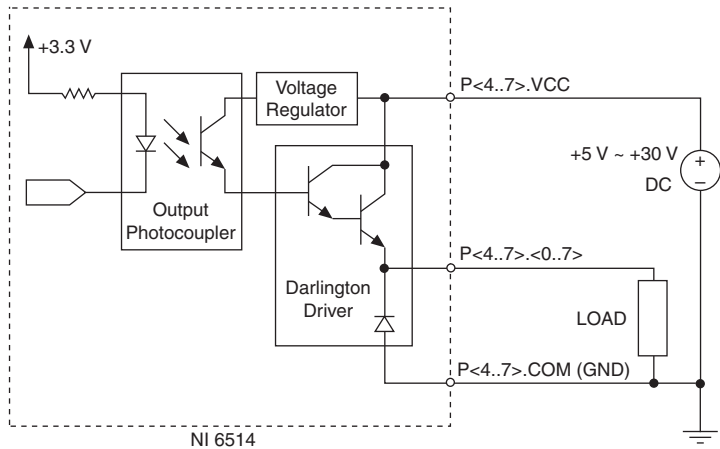 +3.3 V
Voltage
Regulator
P<4..7>.VCC
+5 V ~ +30 V
DC
+
–
Output
Photocoupler
P<4..7>.<0..7>
Darlington
Driver
LOAD
P<4..7>.COM (GND)
NI 6514